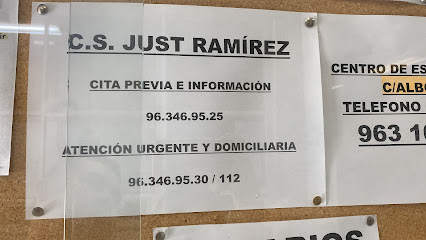 C.S. JUST RAMÍREZ
CITA PREVIA E INFORMACIÓN
96.346.95.25
ATENCIÓN URGENTE Y DOMICILIARIA
96.346.95.30 / 112
CENTRO DE ES
C/ALBO
TELEFONO
963 10